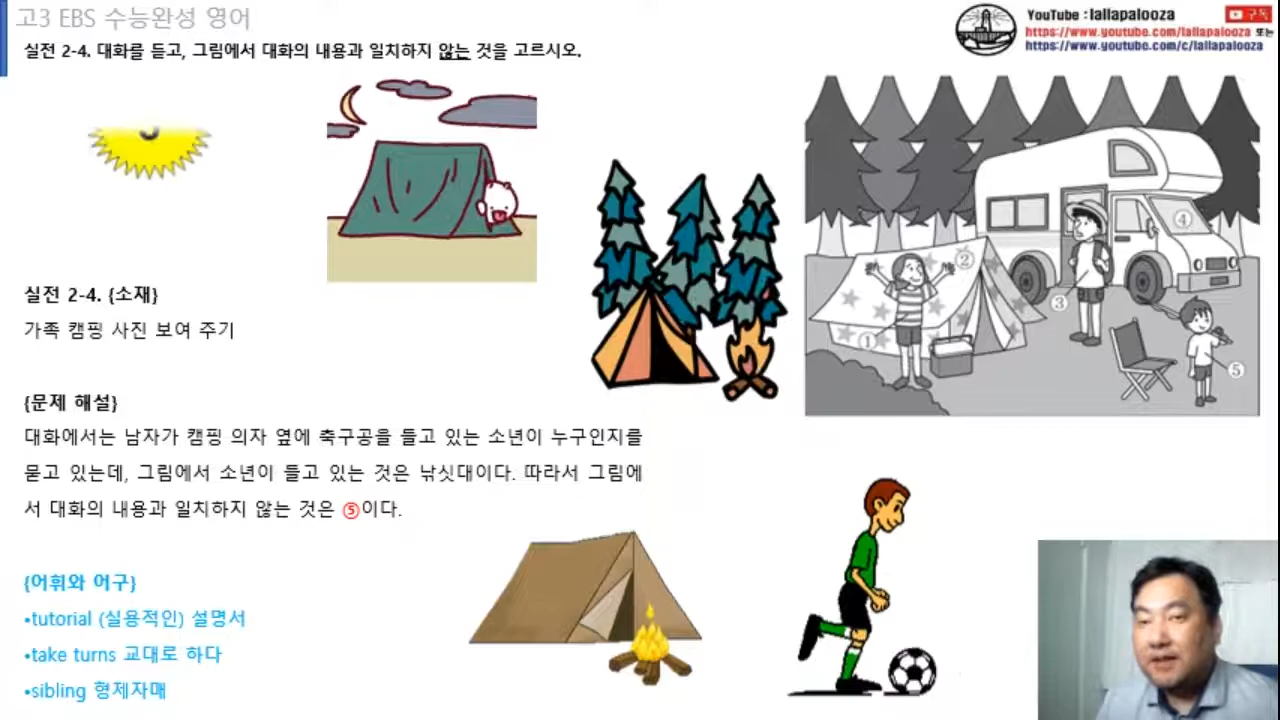 고3 EBS 수능완성 영어
YouTube : lallapalooza
구독
https://www.youtube.com/lallapalooza 또는
https://www.youtube.com/c/lallapalooza
실전 2-4. 대화를 듣고, 그림에서 대화의 내용과 일치하지 않는 것을 고르시오.
②
④
③
①
⑤
실전 2-4. {소재}
가족 캠핑 사진 보여 주기
{문제 해설}
대화에서는 남자가 캠핑 의자 옆에 축구공을 들고 있는 소년이 누구인지를
묻고 있는데, 그림에서 소년이 들고 있는 것은 낚싯대이다. 따라서 그림에
서 대화의 내용과 일치하지 않는 것은 ⑤이다.
{어휘와 어구}
•tutorial (실용적인) 설명서
•take turns 교대로 하다
•sibling 형제자매